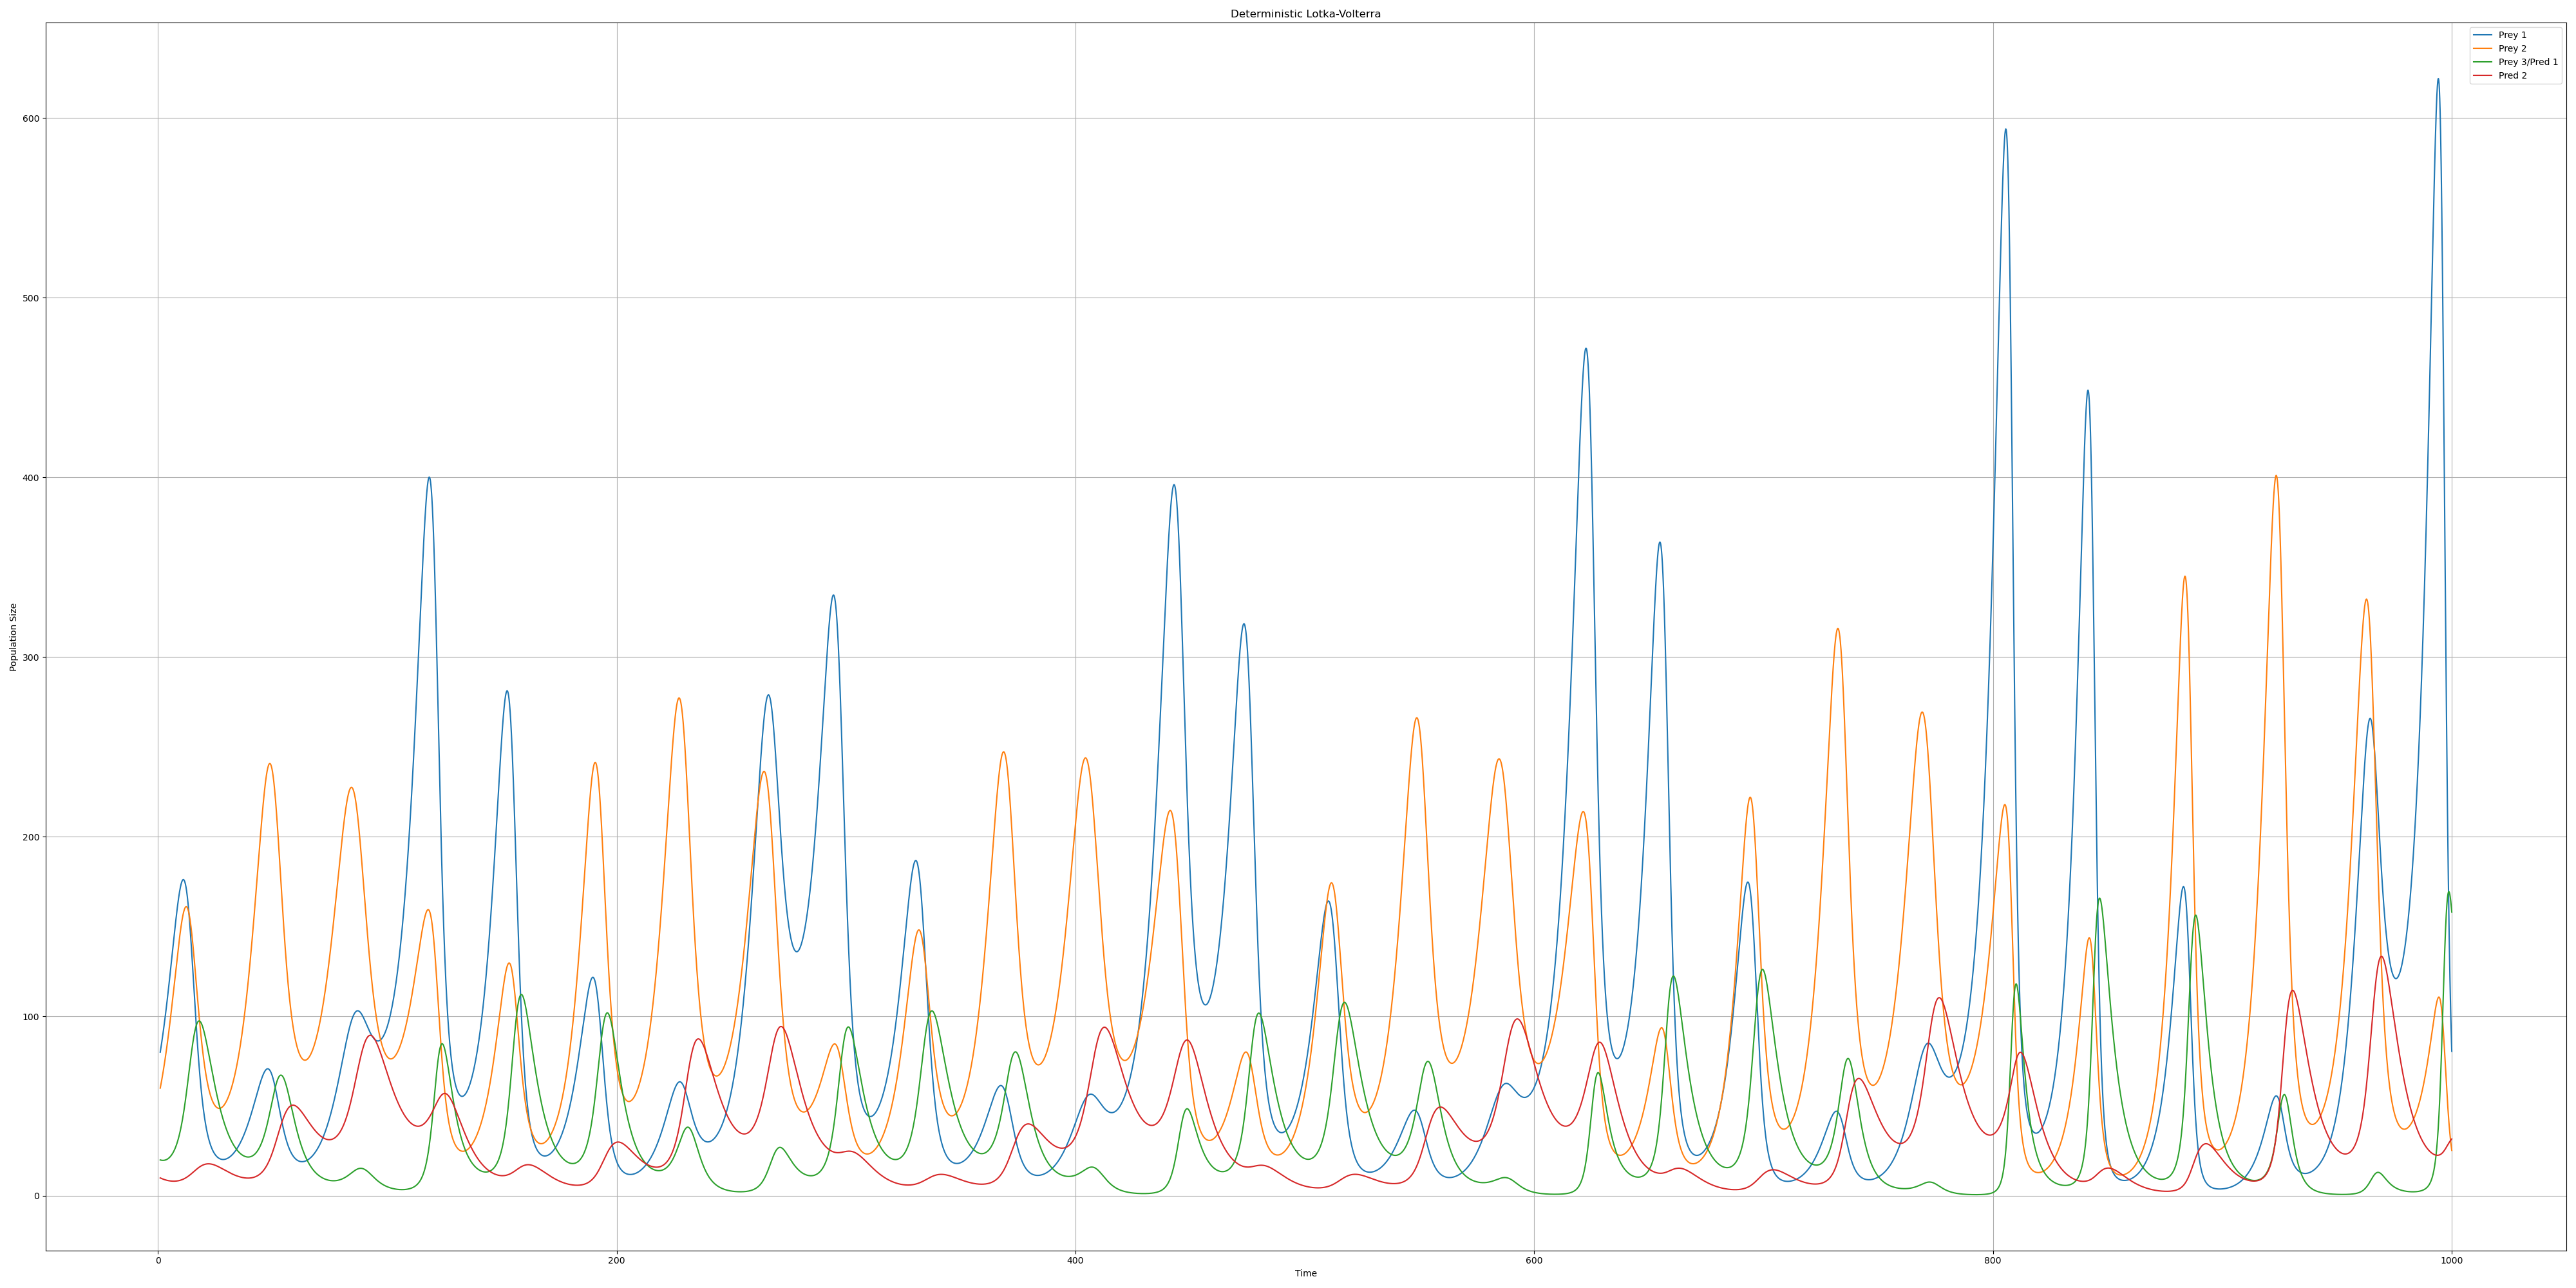 Deterministic Lotka-Volterra
Prey 1
Prey 2
Prey 3/Pred 1
Pred 2
Population Size
600
500
400
300
200
100
0
0 200 400 600 800 1000
Time